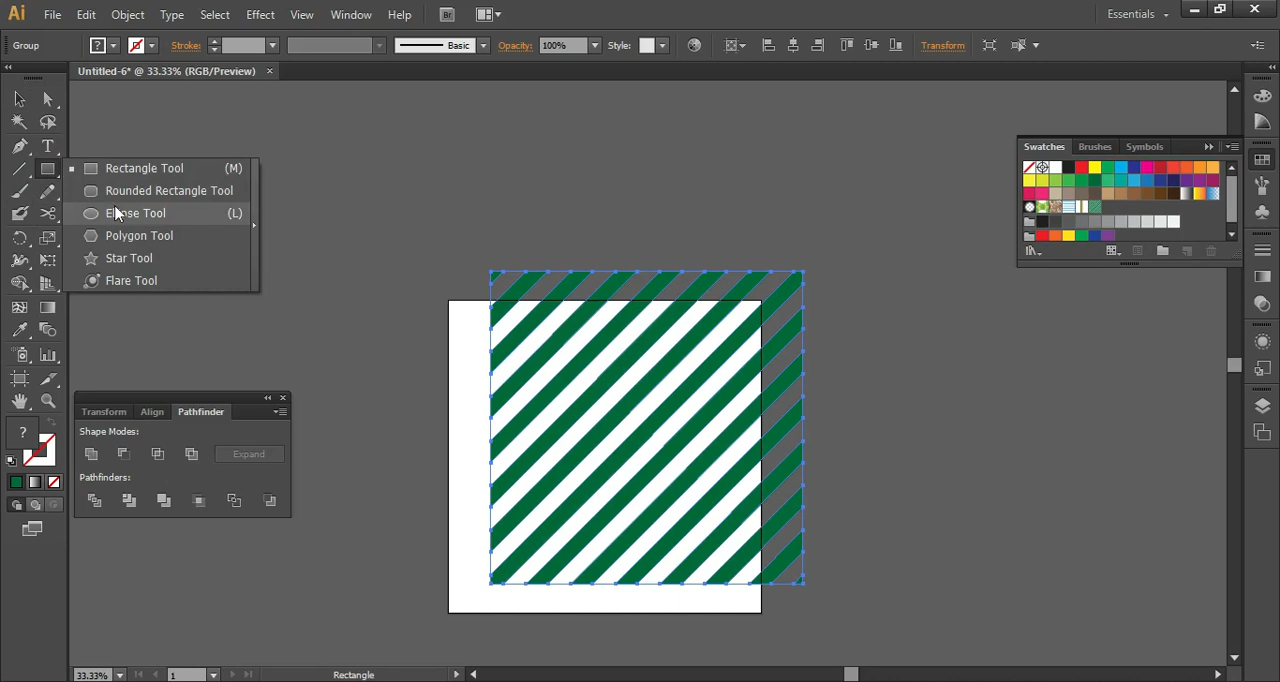 Ai File Edit Object Type Select Effect View Window Help Br Essentials
Group ? Stroke: Basic Opacity: 100% Style: Transform
Untitled-6* @ 33.33% (RGB/Preview) ×
T
Rectangle Tool (M)
Rounded Rectangle Tool
Tool (L)
Polygon Tool
Star Tool
Flare Tool
Swatches Brushes Symbols
Transform Align Pathfinder
Shape Modes:
Expand
Pathfinders:
?
33.33% 1 Rectangle